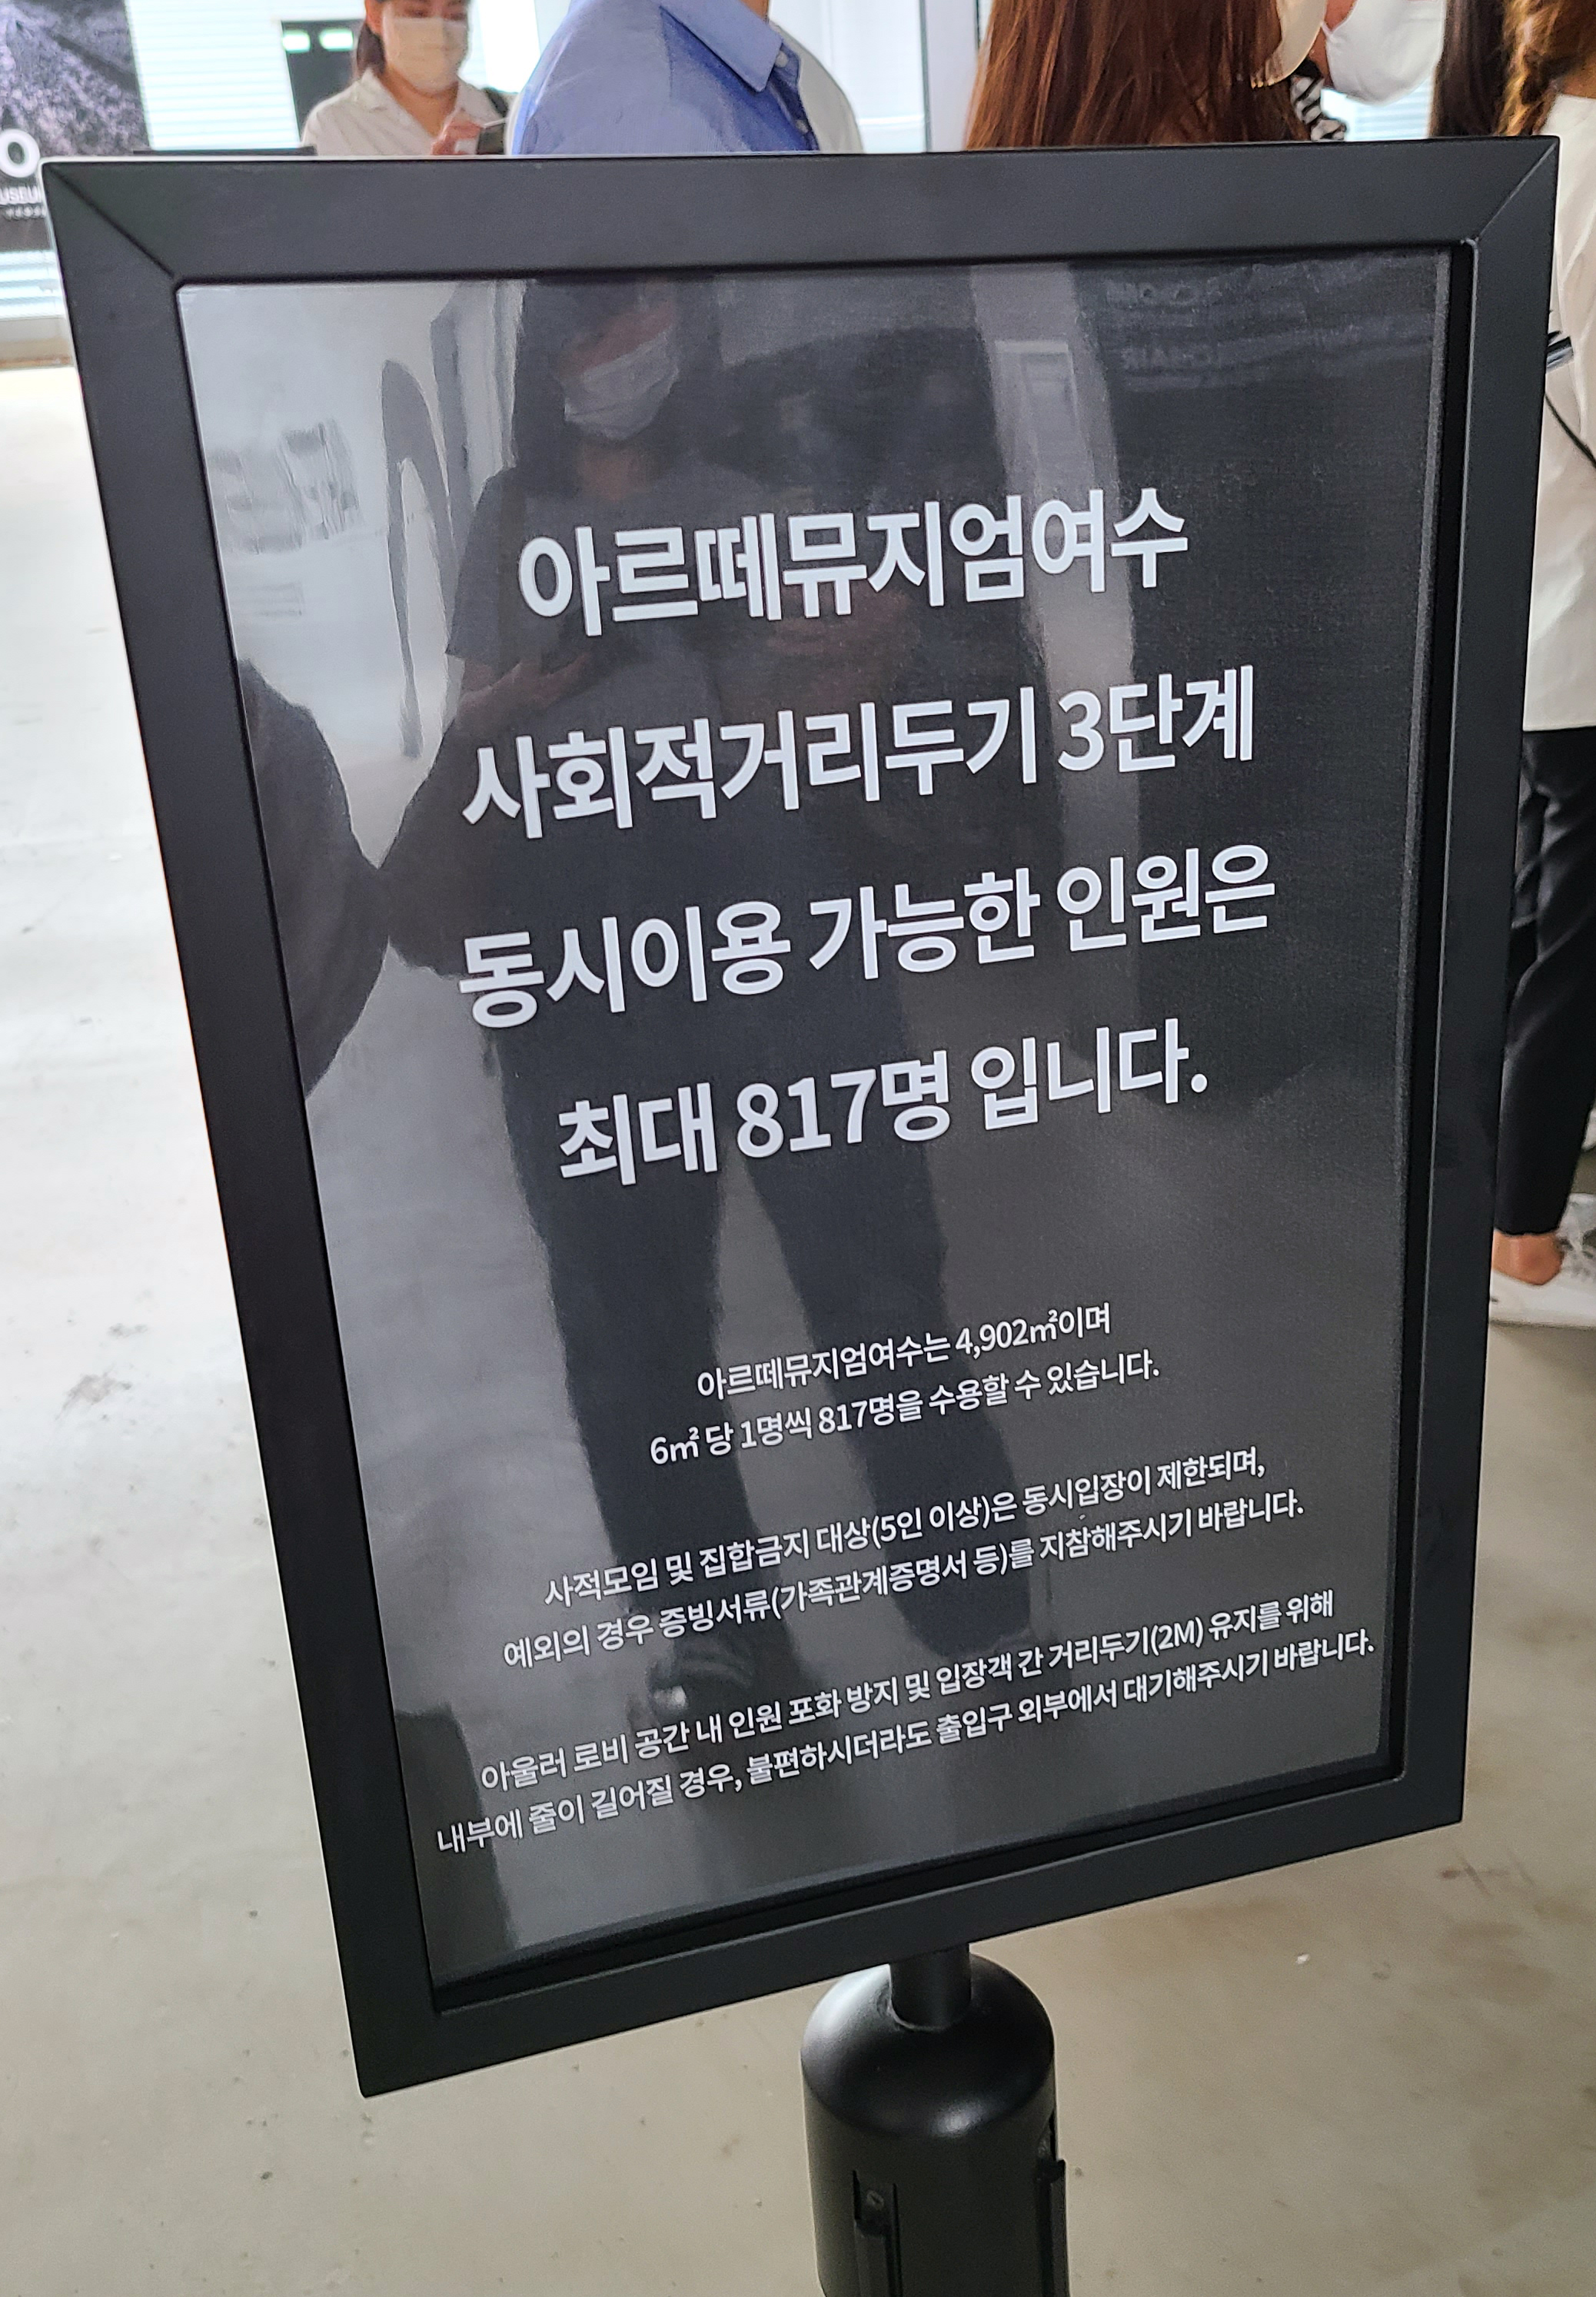 아르떼뮤지엄여수
사회적거리두기 3단계
동시이용 가능한 인원은
최대 817명 입니다.
아르떼뮤지엄여수는 4,902㎡이며
6㎡ 당 1명씩 817명을 수용할 수 있습니다.
사적모임 및 집합금지 대상(5인 이상)은 동시입장이 제한되며,
예외의 경우 증빙서류(가족관계증명서 등)를 지참해주시기 바랍니다.
아울러 로비 공간 내 인원 포화 방지 및 입장객 간 거리두기(2M) 유지를 위해
내부에 줄이 길어질 경우, 불편하시더라도 출입구 외부에서 대기해주시기 바랍니다.